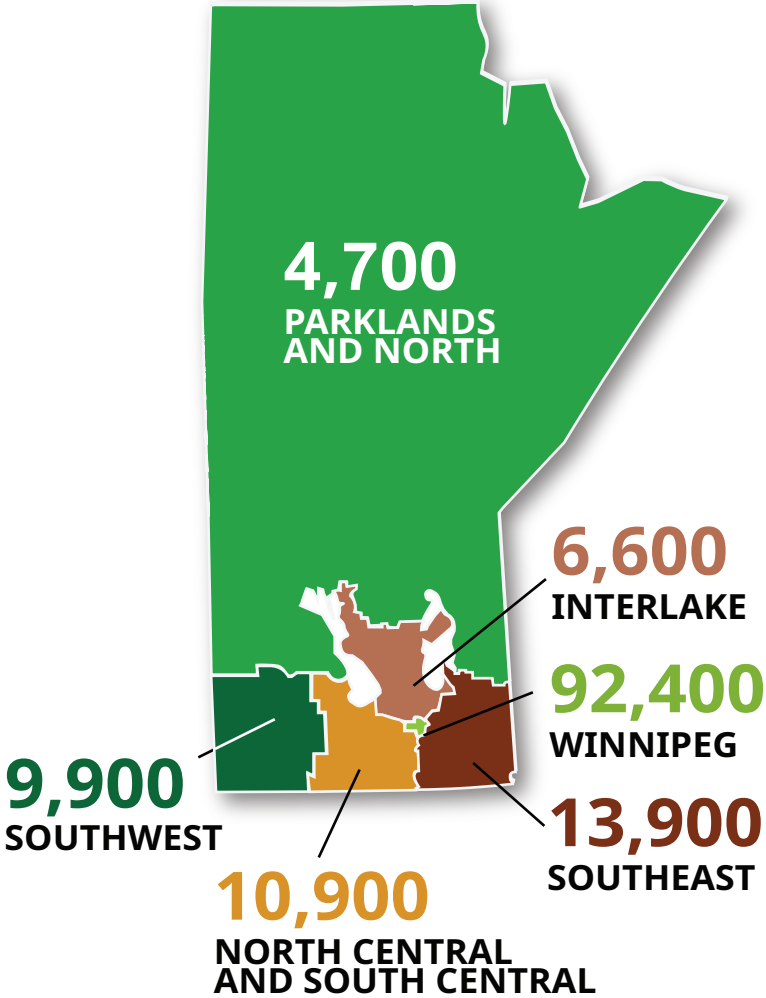 4,700
PARKLANDS
AND NORTH
6,600
INTERLAKE
92,400
WINNIPEG
9,900
SOUTHWEST
13,900
SOUTHEAST
10,900
NORTH CENTRAL
AND SOUTH CENTRAL